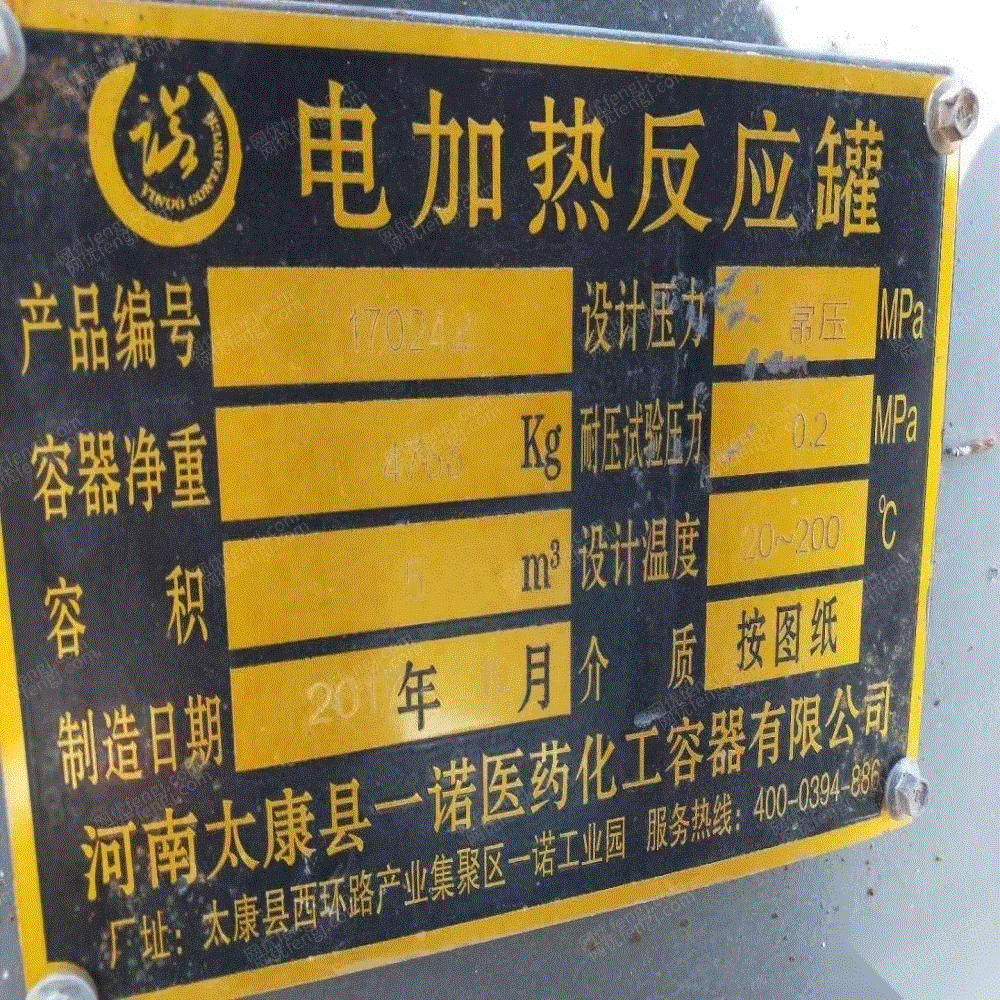 诺
YINUO CONTAINER
电加热反应罐
产品编号 170242 设计压力 常压 MPa
容器净重 Kg 耐压试验压力 0.2 MPa
容积 m³ 设计温度 20~200 ℃
制造日期 201 年 月 介质 按图纸
河南太康县一诺医药化工容器有限公司
厂址：太康县西环路产业集聚区一诺工业园 服务热线：400-0394-886